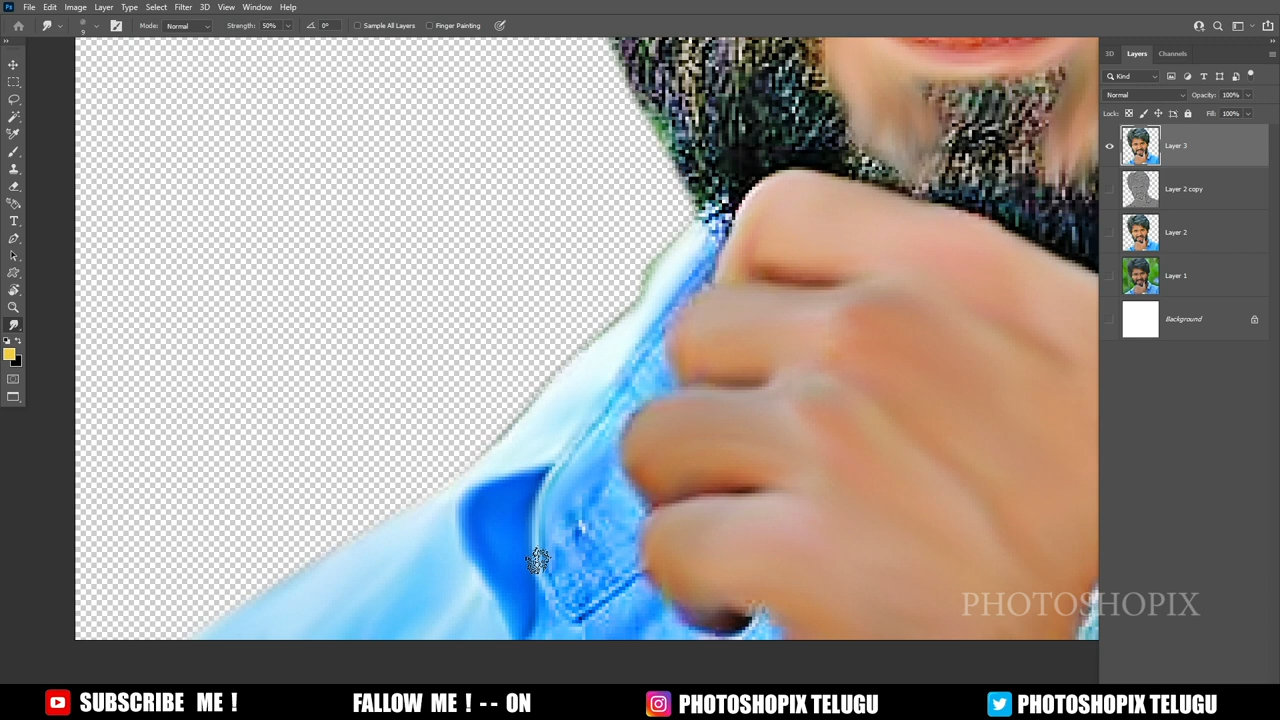 Ps File Edit Image Layer Type Select Filter 3D View Window Help
9 Mode: Normal Strength: 50% 0° Sample All Layers Finger Painting
3D Layers Channels
Kind
Normal Opacity: 100%
Lock: Fill: 100%
Layer 3
Layer 2 copy
Layer 2
Layer 1
Background
PHOTOSHOPIX
SUBSCRIBE ME ! FALLOW ME ! -- ON PHOTOSHOPIX TELUGU PHOTOSHOPIX TELUGU